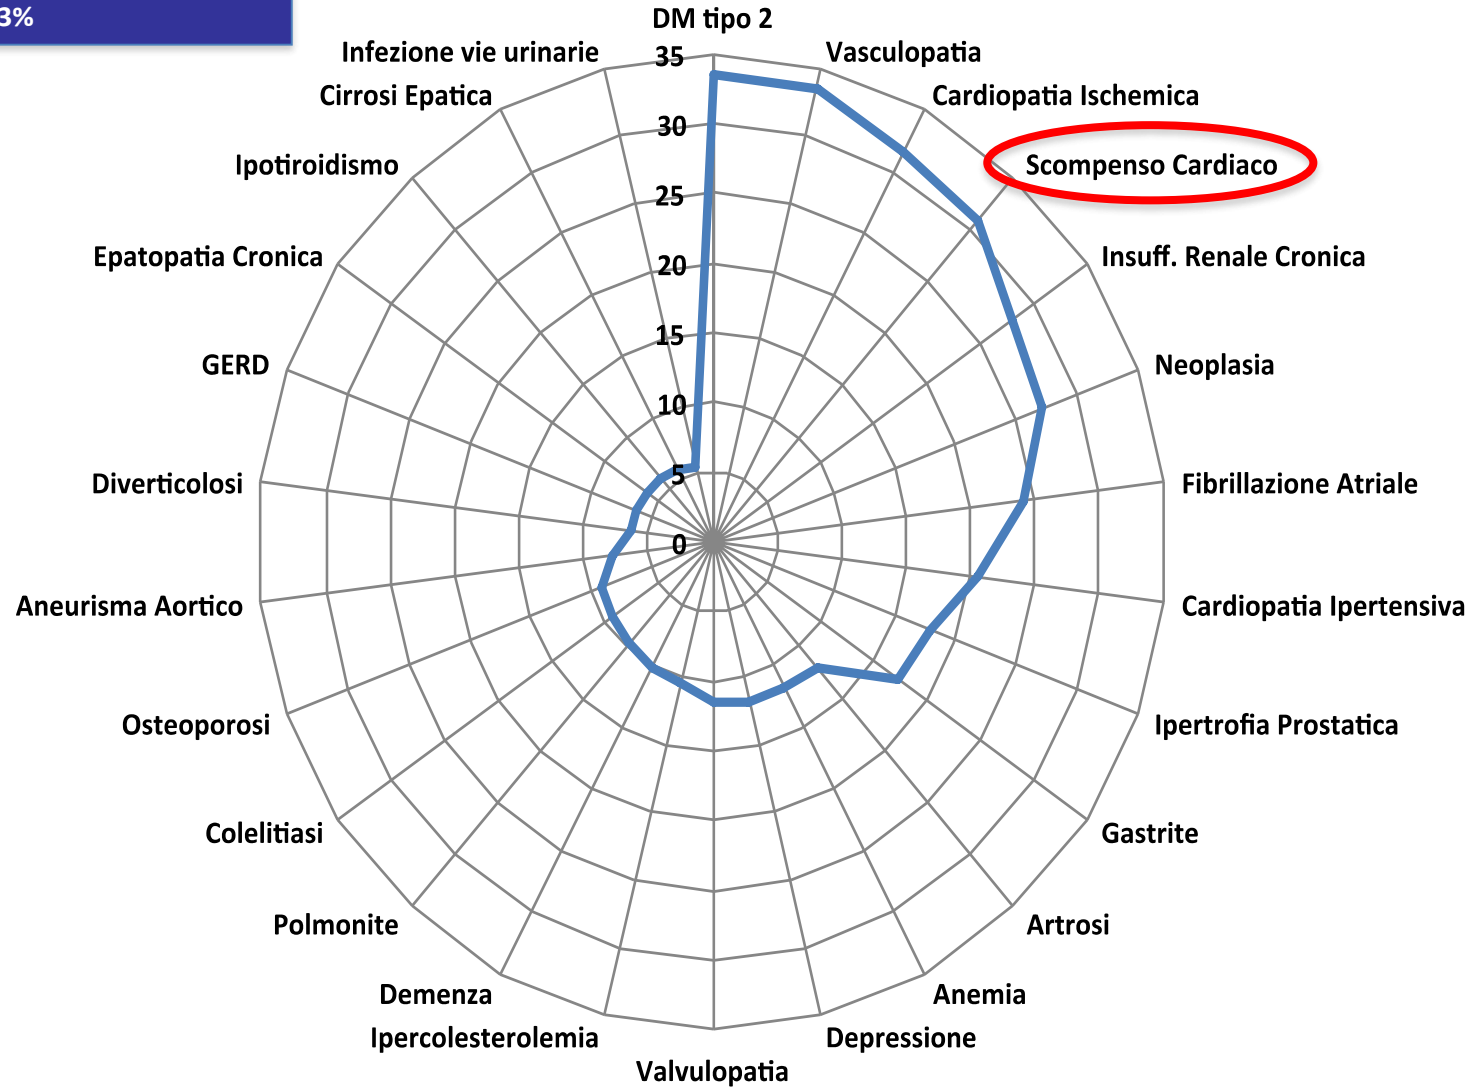 3%
DM tipo 2
Vasculopatia
Cardiopatia Ischemica
Scompenso Cardiaco
Insuff. Renale Cronica
Neoplasia
Fibrillazione Atriale
Cardiopatia Ipertensiva
Ipertrofia Prostatica
Gastrite
Artrosi
Anemia
Depressione
Valvulopatia
Ipercolesterolemia
Demenza
Polmonite
Colelitiasi
Osteoporosi
Aneurisma Aortico
Diverticolosi
GERD
Epatopatia Cronica
Ipotiroidismo
Cirrosi Epatica
Infezione vie urinarie
35
30
25
20
15
10
5
0